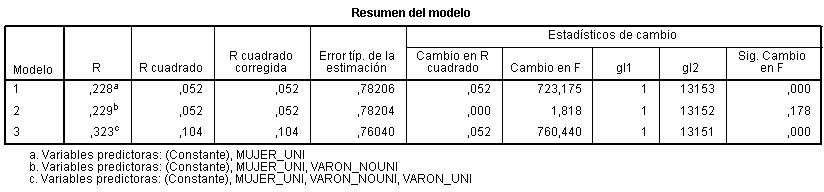 Resumen del modelo
Estadísticos de cambio
Modelo R R cuadrado R cuadrado corregida Error típ. de la estimación Cambio en R cuadrado Cambio en F gl1 gl2 Sig. Cambio en F
1 ,228a ,052 ,052 ,78206 ,052 723,175 1 13153 ,000
2 ,229b ,052 ,052 ,78204 ,000 1,818 1 13152 ,178
3 ,323c ,104 ,104 ,76040 ,052 760,440 1 13151 ,000
a. Variables predictoras: (Constante), MUJER_UNI
b. Variables predictoras: (Constante), MUJER_UNI, VARON_NOUNI
c. Variables predictoras: (Constante), MUJER_UNI, VARON_NOUNI, VARON_UNI